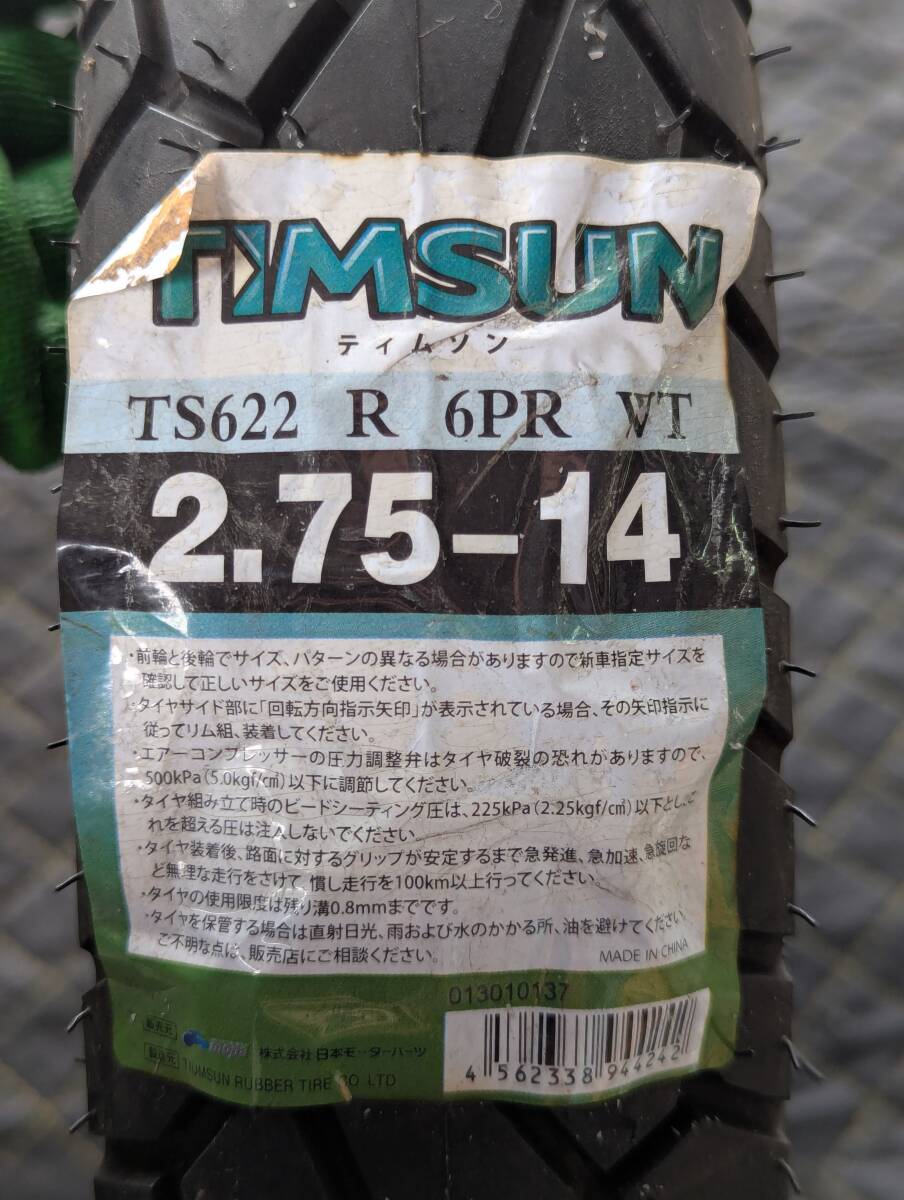 TIMSUN
ティムソン
TS622 R 6PR WT
2.75-14
・前輪と後輪でサイズ、パターンの異なる場合がありますので新車指定サイズを
確認して正しいサイズをご使用ください。
・タイヤサイド部に「回転方向指示矢印」が表示されている場合、その矢印指示に
従ってリム組、装着してください。
・エアーコンプレッサーの圧力調整弁はタイヤ破裂の恐れがありますので、
500kPa(5.0kgf/c㎡)以下に調節してください。
・タイヤ組み立て時のビードシーティング圧は、225kPa(2.25kgf/c㎡)以下とし、こ
れを超える圧は注入しないでください。
・タイヤ装着後、路面に対するグリップが安定するまで急発進、急加速、急旋回な
ど無理な走行をさけて、慣し走行を100km以上行ってください。
・タイヤの使用限度は残り溝0.8mmまでです。
・タイヤを保管する場合は直射日光、雨および水のかかる所、油を避けてください。
ご不明な点は、販売店にご相談ください。
MADE IN CHINA
013010137
販売元 株式会社 日本モーターパーツ
製造元 TIUMSUN RUBBER TIRE CO LTD
4 562338 944242